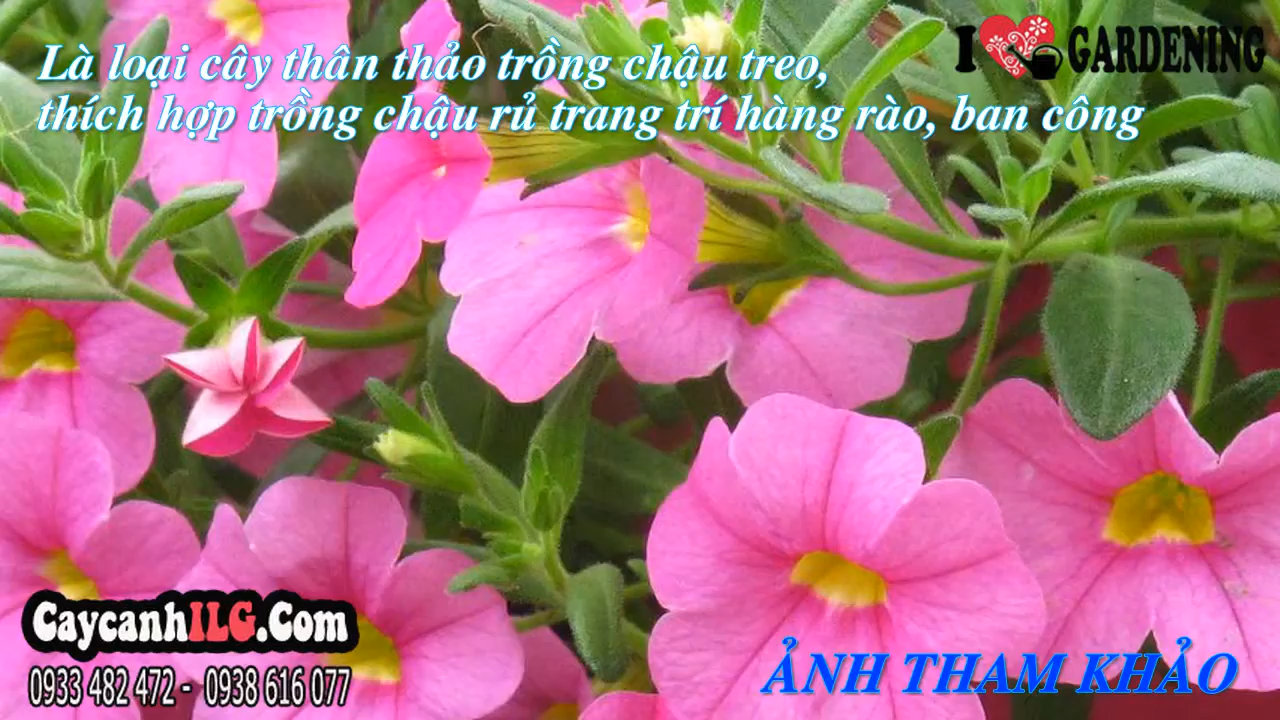 Là loại cây thân thảo trồng chậu treo,
thích hợp trồng chậu rủ trang trí hàng rào, ban công
I GARDENING
CaycanhILG.Com
0933 482 472 - 0938 616 077
ẢNH THAM KHẢO